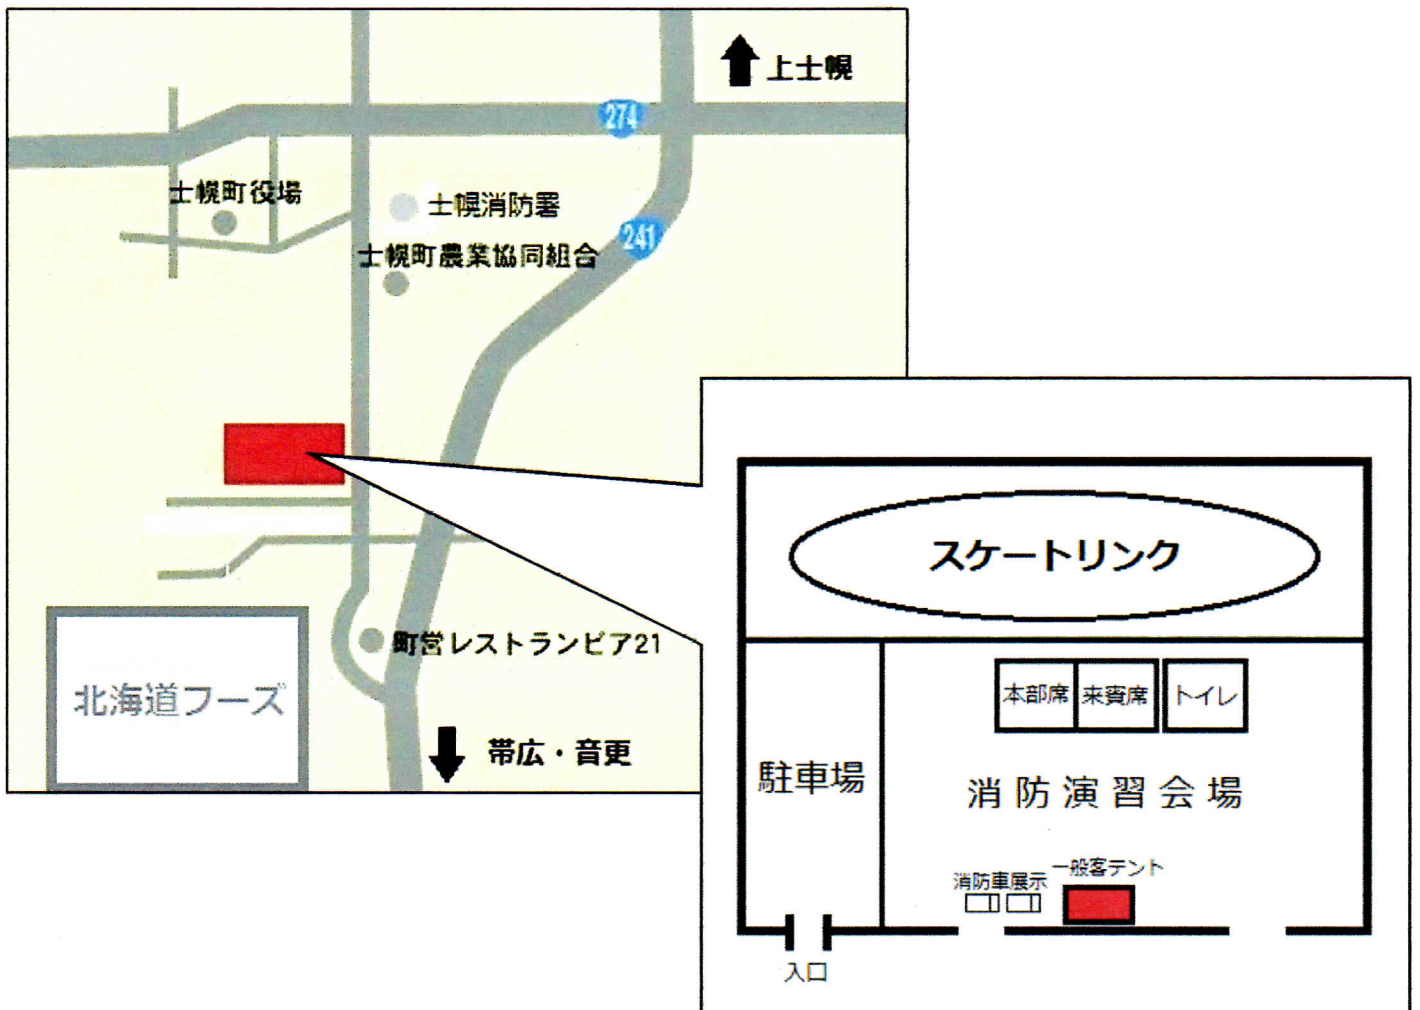 上士幌
274
士幌町役場
士幌消防署
241
士幌町農業協同組合
スケートリンク
町営レストランピア21
北海道フーズ
本部席
来賓席
トイレ
帯広・音更
駐車場
消防演習会場
一般客テント
消防車展示
入口